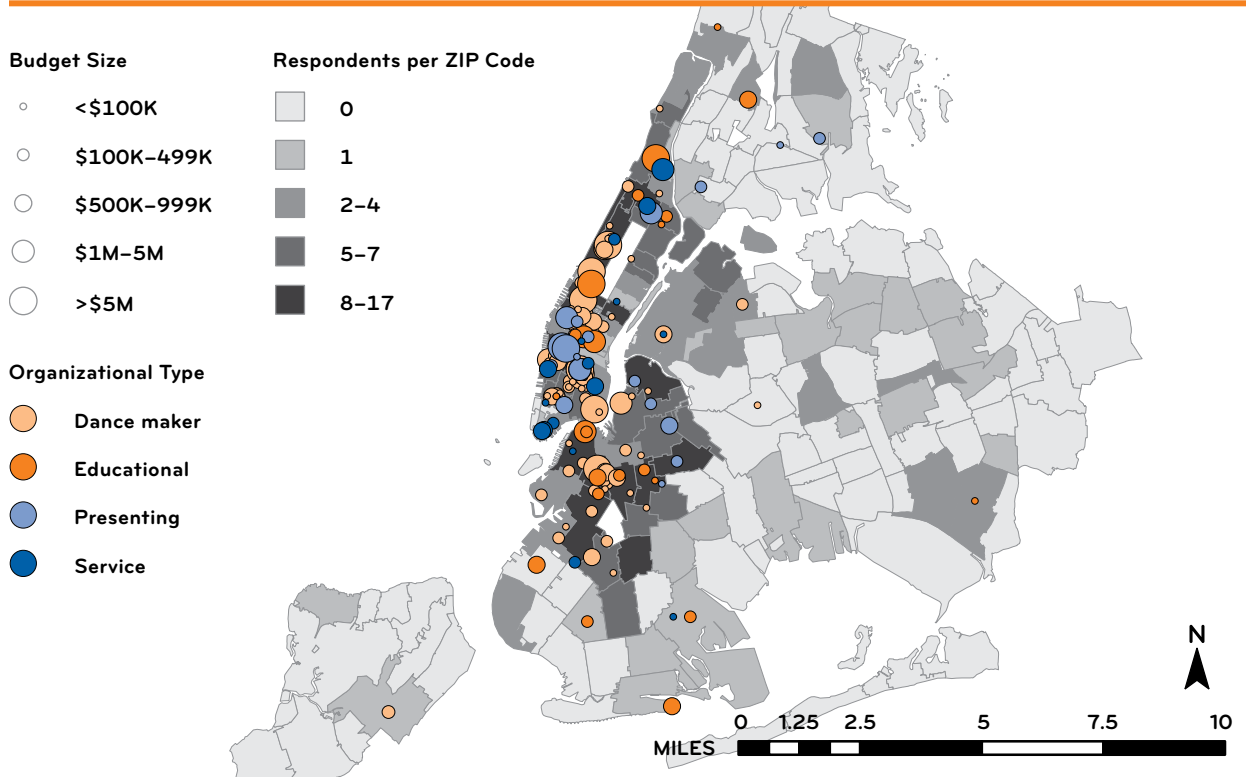 Budget Size
<$100K
$100K–499K
$500K–999K
$1M–5M
>$5M
Respondents per ZIP Code
0
1
2–4
5–7
8–17
Organizational Type
Dance maker
Educational
Presenting
Service
N
0 1.25 2.5 5 7.5 10
MILES